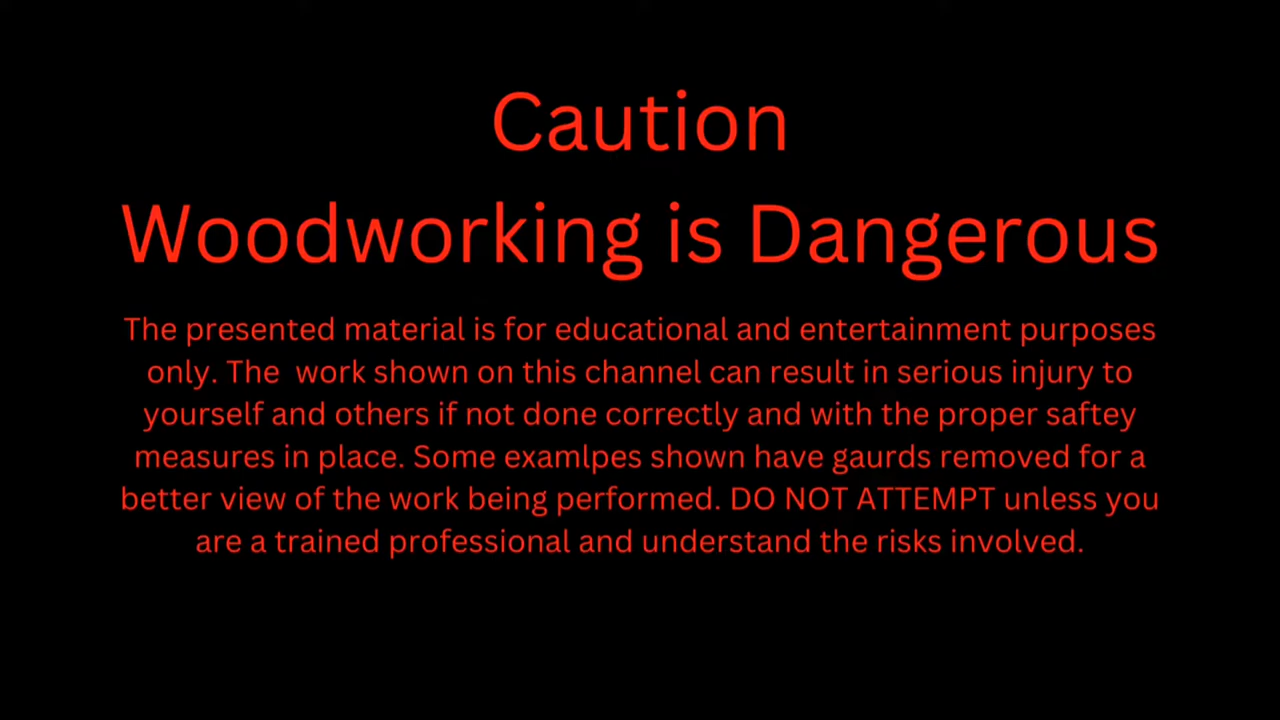 Caution
Woodworking is Dangerous
The presented material is for educational and entertainment purposes
only. The  work shown on this channel can result in serious injury to
yourself and others if not done correctly and with the proper saftey
measures in place. Some examlpes shown have gaurds removed for a
better view of the work being performed. DO NOT ATTEMPT unless you
are a trained professional and understand the risks involved.